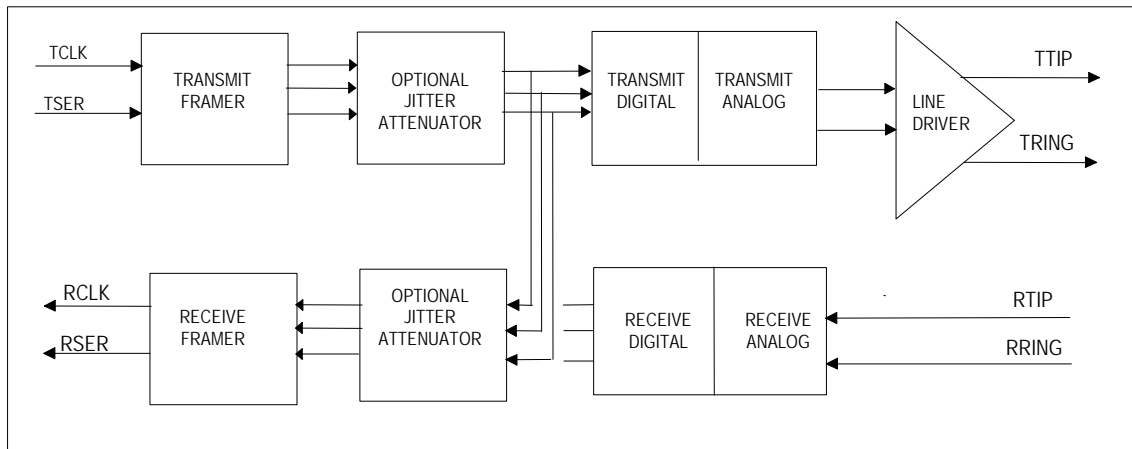 TCLK
TSER
TRANSMIT
FRAMER
OPTIONAL
JITTER
ATTENUATOR
TRANSMIT
DIGITAL
TRANSMIT
ANALOG
LINE
DRIVER
TTIP
TRING
RCLK
RSER
RECEIVE
FRAMER
OPTIONAL
JITTER
ATTENUATOR
RECEIVE
DIGITAL
RECEIVE
ANALOG
RTIP
RRING